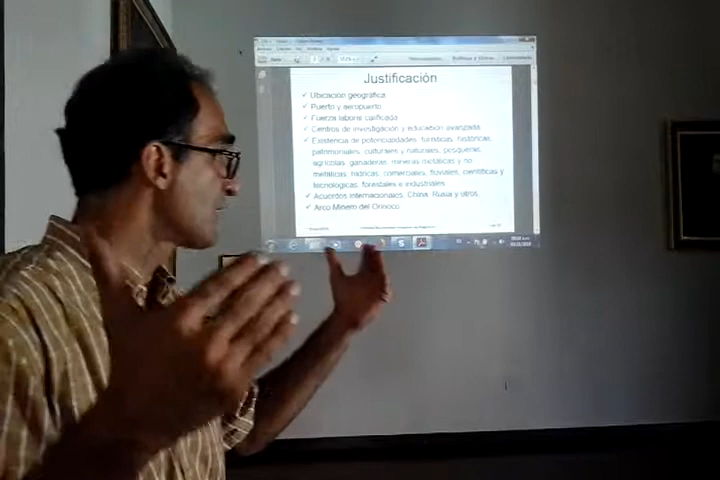 Justificación
✓ Ubicación geográfica
✓ Puerto y aeropuerto
✓ Fuerza laboral calificada
✓ Centros de investigación y educación avanzada
✓ Existencia de potencialidades: turísticas, históricas,
patrimoniales, culturales y naturales, pesqueras,
agrícolas, ganaderas, mineras metálicas y no
metálicas, hídricas, comerciales, fluviales, científicas y
tecnológicas, forestales e industriales
✓ Acuerdos internacionales, China, Rusia y otros
✓ Arco Minero del Orinoco